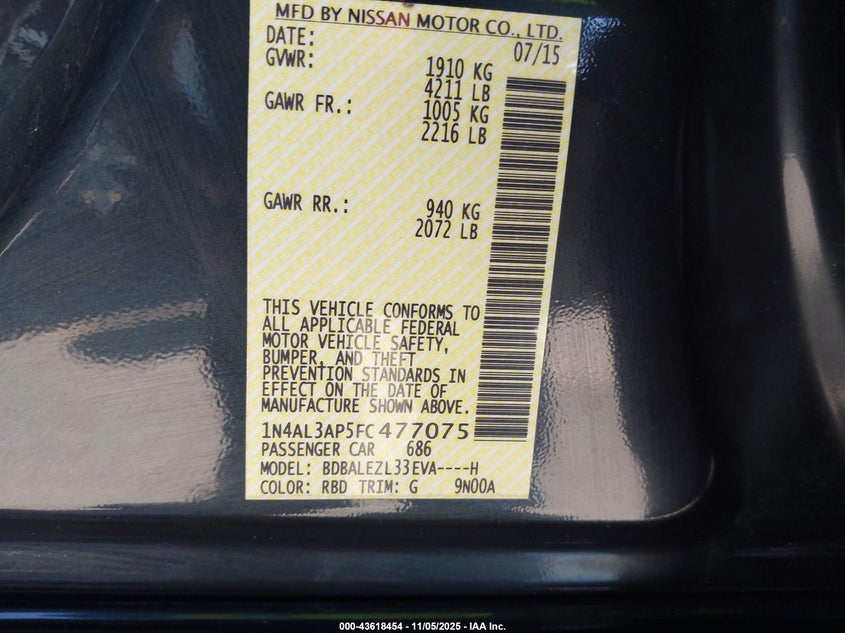 MFD BY NISSAN MOTOR CO., LTD.
DATE: 07/15
GVWR: 1910 KG
4211 LB
GAWR FR.: 1005 KG
2216 LB
GAWR RR.: 940 KG
2072 LB
THIS VEHICLE CONFORMS TO
ALL APPLICABLE FEDERAL
MOTOR VEHICLE SAFETY,
BUMPER, AND THEFT
PREVENTION STANDARDS IN
EFFECT ON THE DATE OF
MANUFACTURE SHOWN ABOVE.
1N4AL3AP5FC477075
PASSENGER CAR 686
MODEL: BDBALEZL33EVA----H
COLOR: RBD TRIM: G 9N00A
000-43618454 - 11/05/2025 - IAA Inc.